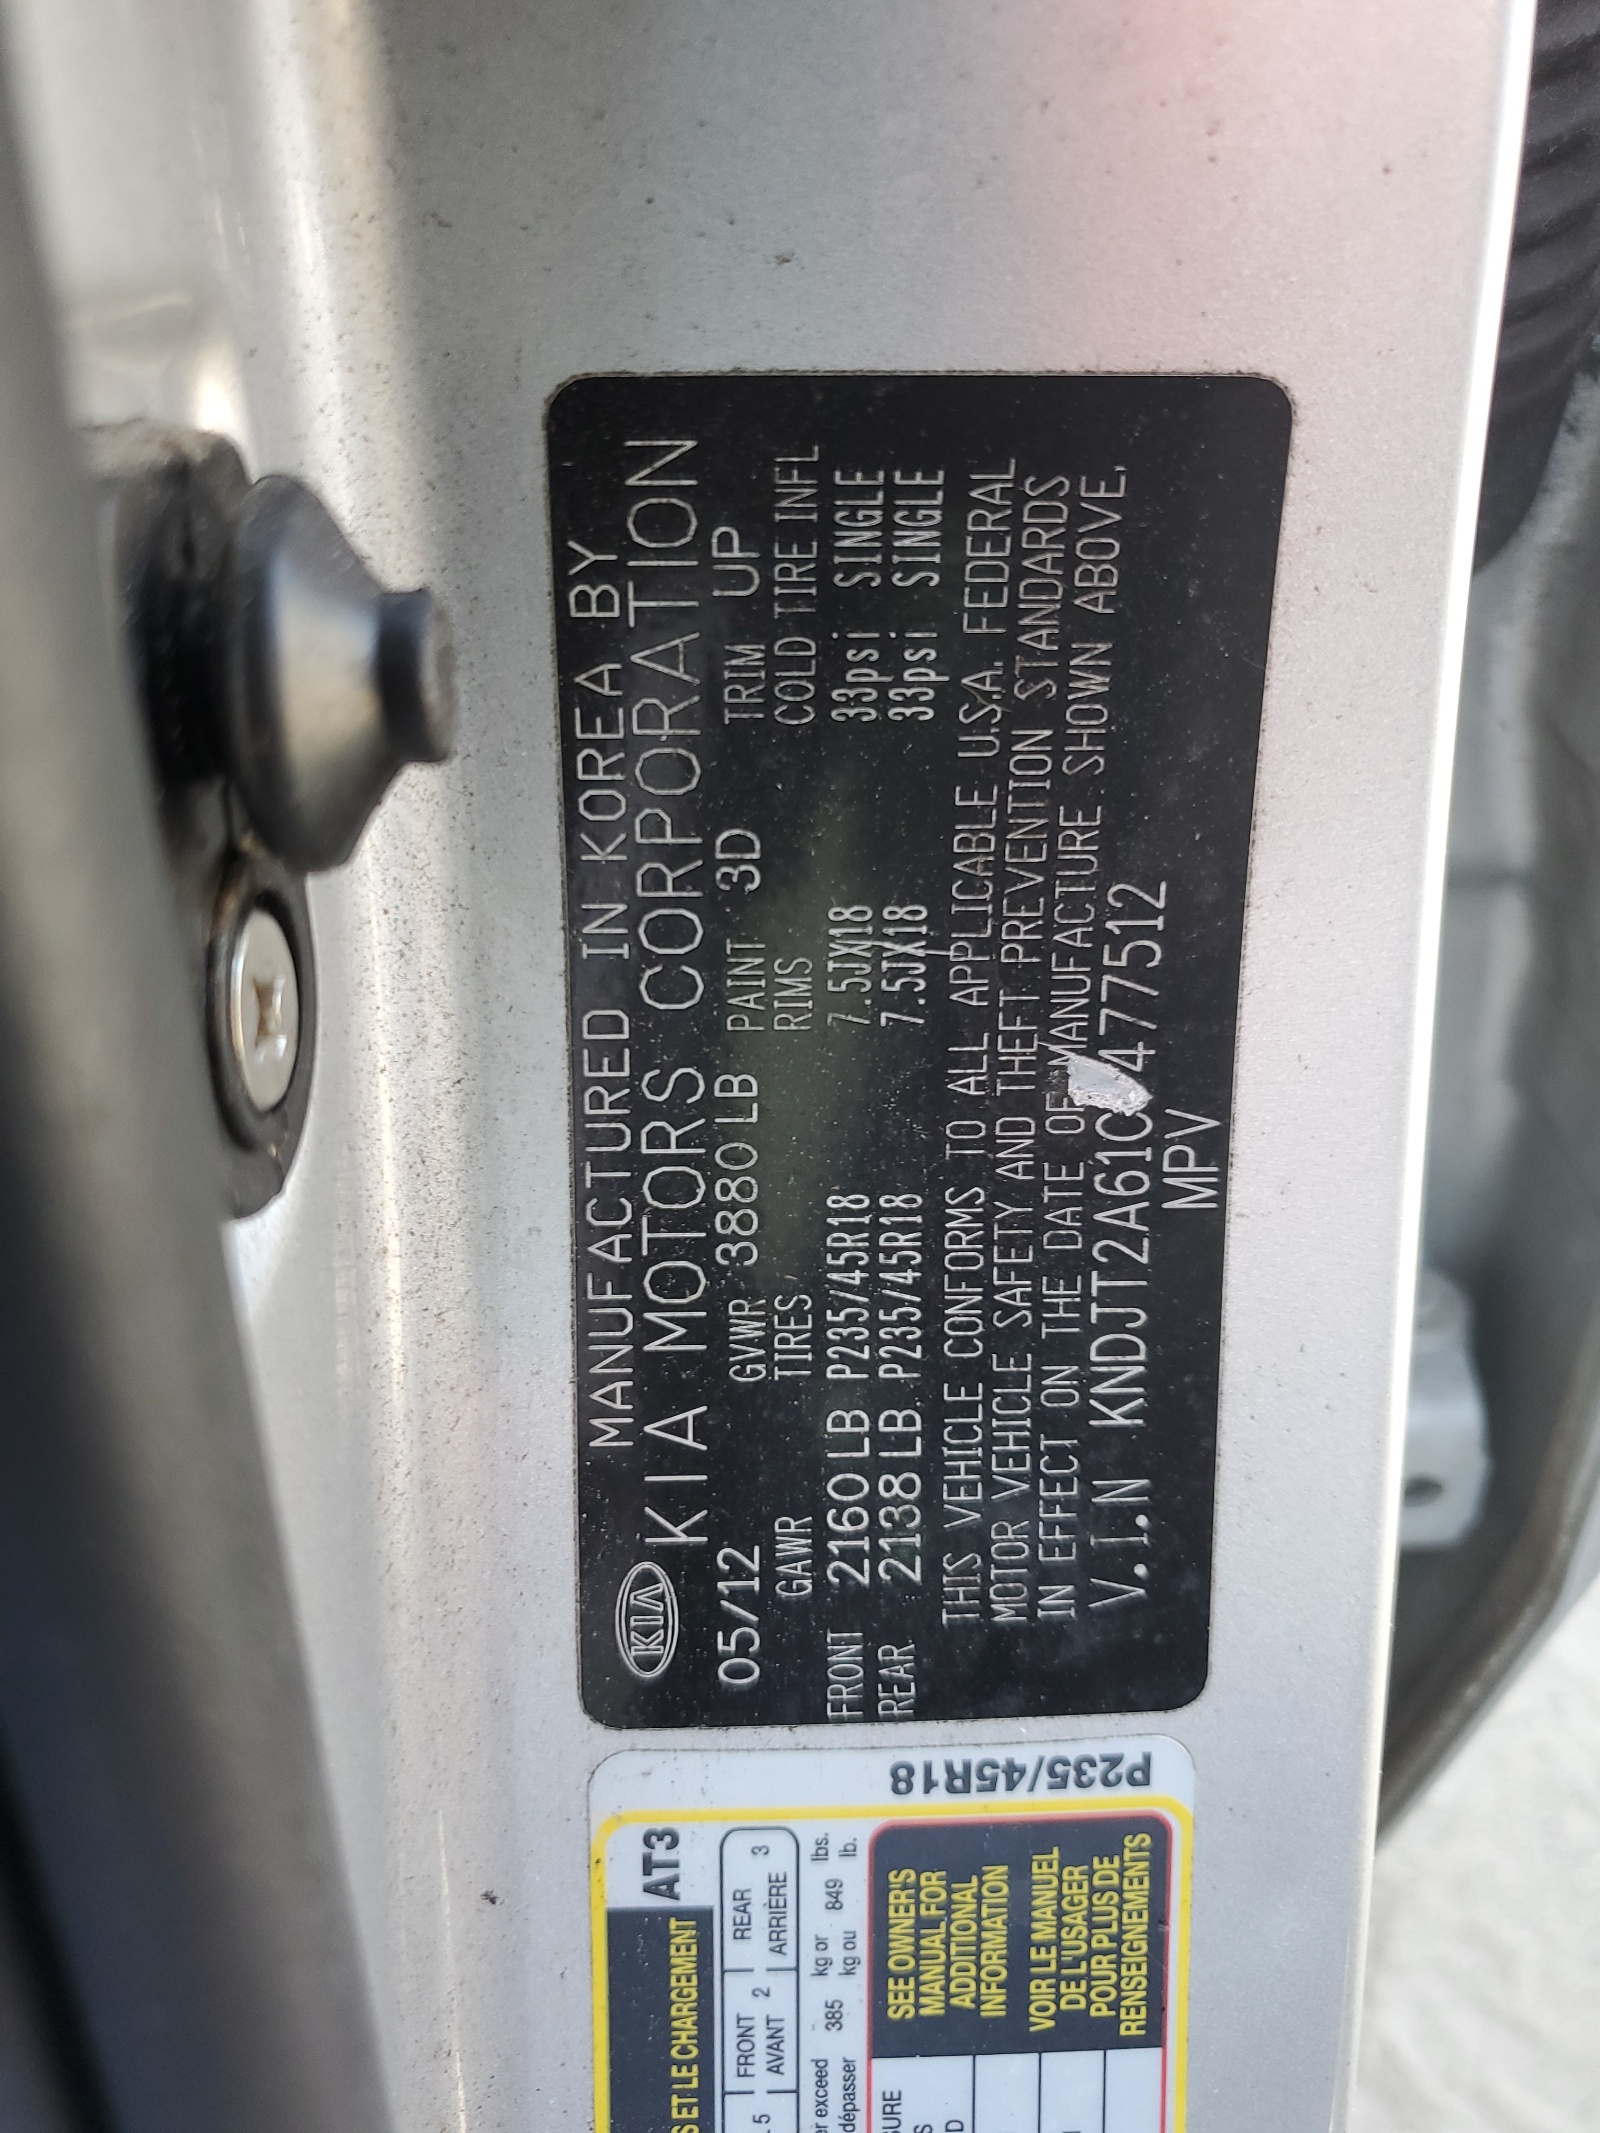 MANUFACTURED IN KOREA BY
KIA KIA MOTORS CORPORATION
05/12 GVWR 3880 LB PAINT 3D TRIM UP
GAWR TIRES RIMS COLD TIRE INFL
FRONT 2160 LB P235/45R18 7.5JX18 33psi SINGLE
REAR 2138 LB P235/45R18 7.5JX18 33psi SINGLE
THIS VEHICLE CONFORMS TO ALL APPLICABLE U.S.A. FEDERAL
MOTOR VEHICLE SAFETY AND THEFT PREVENTION STANDARDS
IN EFFECT ON THE DATE OF MANUFACTURE SHOWN ABOVE.
V.I.N KNDJT2A61C 477512
MPV
P235/45R18
ET LE CHARGEMENT AT3
5 FRONT 2 REAR 3
AVANT ARRIÈRE
exceed 385 kg or 849 lbs.
dépasser kg ou lb.
SEE OWNER'S
MANUAL FOR
ADDITIONAL
INFORMATION
VOIR LE MANUEL
DE L'USAGER
POUR PLUS DE
RENSEIGNEMENTS